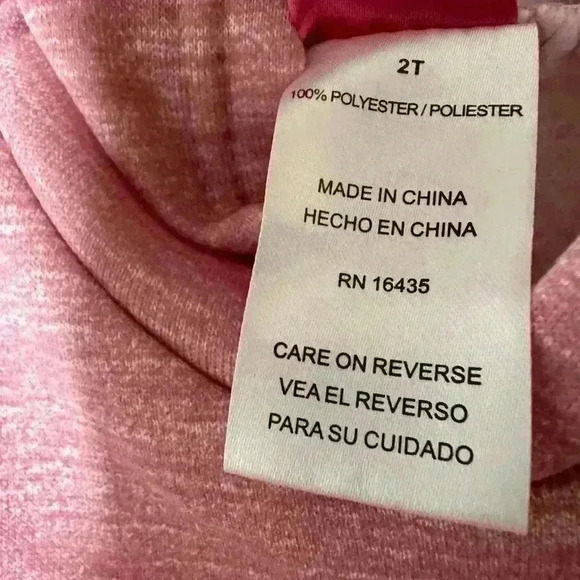 2T
100% POLYESTER / POLIESTER
MADE IN CHINA
HECHO EN CHINA
RN 16435
CARE ON REVERSE
VEA EL REVERSO
PARA SU CUIDADO